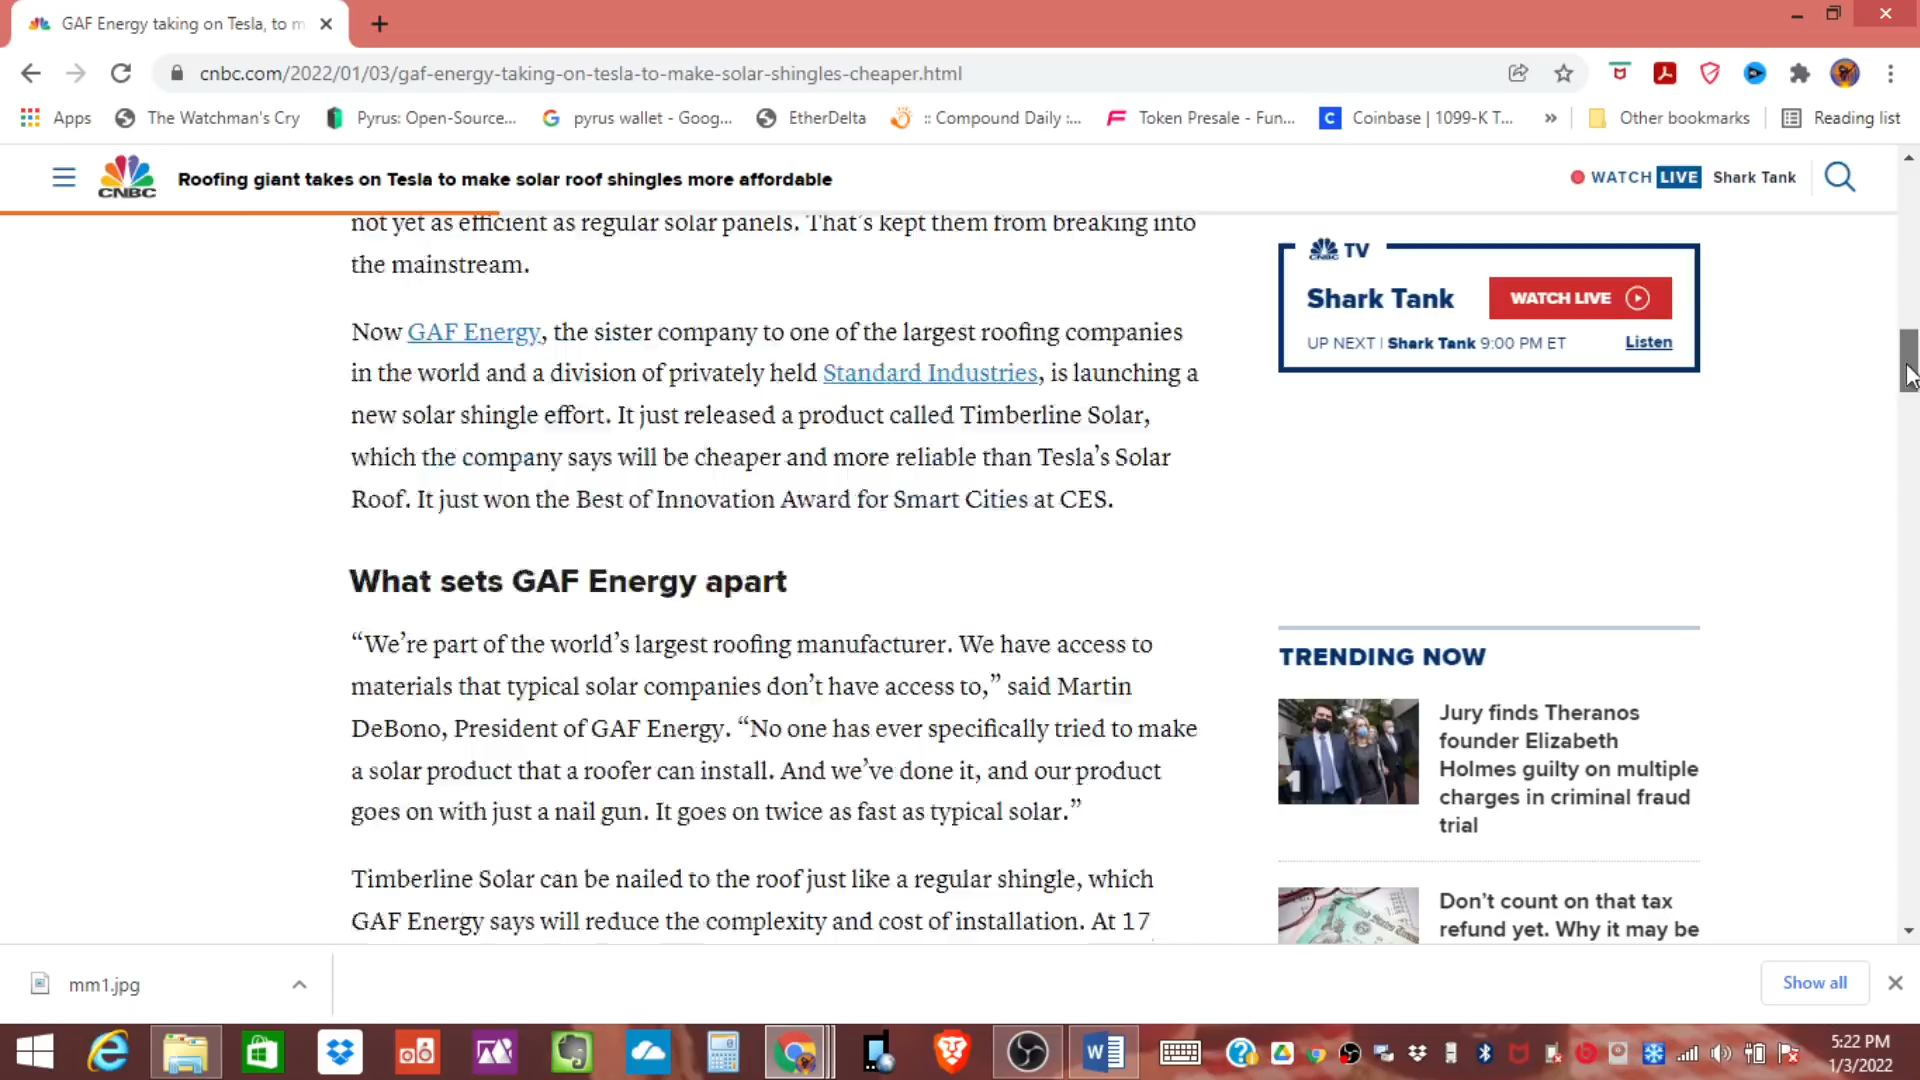 GAF Energy taking on Tesla, to m
cnbc.com/2022/01/03/gaf-energy-taking-on-tesla-to-make-solar-shingles-cheaper.html
Apps The Watchman's Cry Pyrus: Open-Source... pyrus wallet - Goog... EtherDelta :: Compound Daily :... Token Presale - Fun... Coinbase | 1099-K T... » Other bookmarks Reading list
CNBC Roofing giant takes on Tesla to make solar roof shingles more affordable WATCH LIVE Shark Tank
not yet as efficient as regular solar panels. That’s kept them from breaking into
the mainstream.
Now GAF Energy, the sister company to one of the largest roofing companies
in the world and a division of privately held Standard Industries, is launching a
new solar shingle effort. It just released a product called Timberline Solar,
which the company says will be cheaper and more reliable than Tesla’s Solar
Roof. It just won the Best of Innovation Award for Smart Cities at CES.
What sets GAF Energy apart
“We’re part of the world’s largest roofing manufacturer. We have access to
materials that typical solar companies don’t have access to,” said Martin
DeBono, President of GAF Energy. “No one has ever specifically tried to make
a solar product that a roofer can install. And we’ve done it, and our product
goes on with just a nail gun. It goes on twice as fast as typical solar.”
Timberline Solar can be nailed to the roof just like a regular shingle, which
GAF Energy says will reduce the complexity and cost of installation. At 17
CNBC TV
Shark Tank WATCH LIVE
UP NEXT | Shark Tank 9:00 PM ET Listen
TRENDING NOW
1
Jury finds Theranos
founder Elizabeth
Holmes guilty on multiple
charges in criminal fraud
trial
Don’t count on that tax
refund yet. Why it may be
mm1.jpg
Show all
5:22 PM
1/3/2022